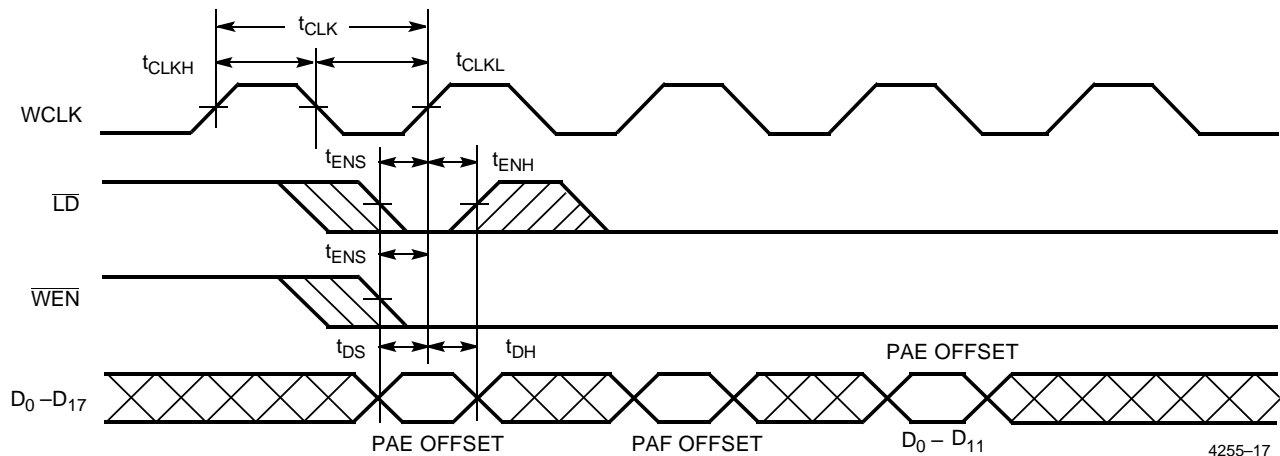 tCLK
tCLKH
tCLKL
WCLK
tENS
tENH
LD
tENS
WEN
tDS
tDH
PAE OFFSET
D0 –D17
PAE OFFSET
PAF OFFSET
D0 – D11
4255–17